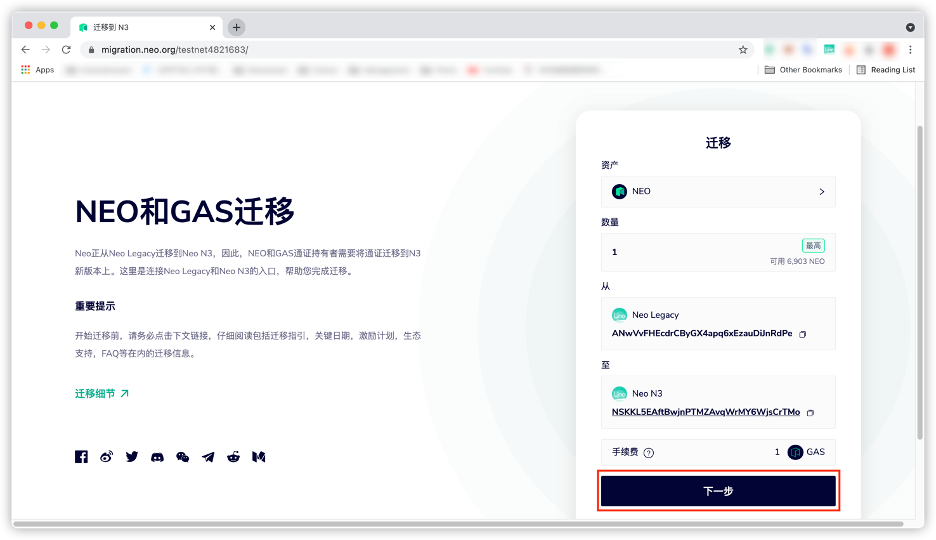 迁移到 N3
migration.neo.org/testnet4821683/
Apps
Other Bookmarks
Reading List
NEO和GAS迁移
Neo正从Neo Legacy迁移到Neo N3，因此，NEO和GAS通证持有者需要将通证迁移到N3
新版本上。这里是连接Neo Legacy和Neo N3的入口，帮助您完成迁移。
重要提示
开始迁移前，请务必点击下文链接，仔细阅读包括迁移指引，关键日期，激励计划，生态
支持，FAQ等在内的迁移信息。
迁移细节
迁移
资产
NEO
数量
1
最高
可用 6,903 NEO
从
Neo Legacy
ANwVvFHEcdrCByGX4apq6xEzauDiJnRdPe
至
Neo N3
NSKKL5EAftBwjnPTMZAvqWrMY6WjsCrTMo
手续费 ? 1 GAS
下一步